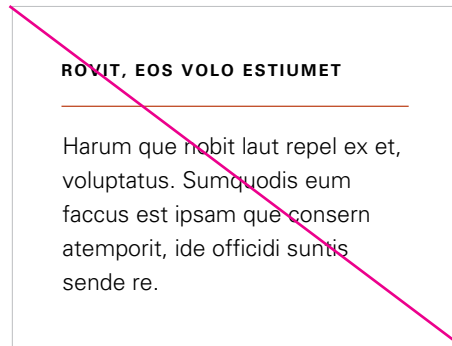 ROVIT, EOS VOLO ESTIUMET
Harum que nobit laut repel ex et,
voluptatus. Sumquodis eum
faccus est ipsam que consern
atemporit, ide officidi suntis
sende re.